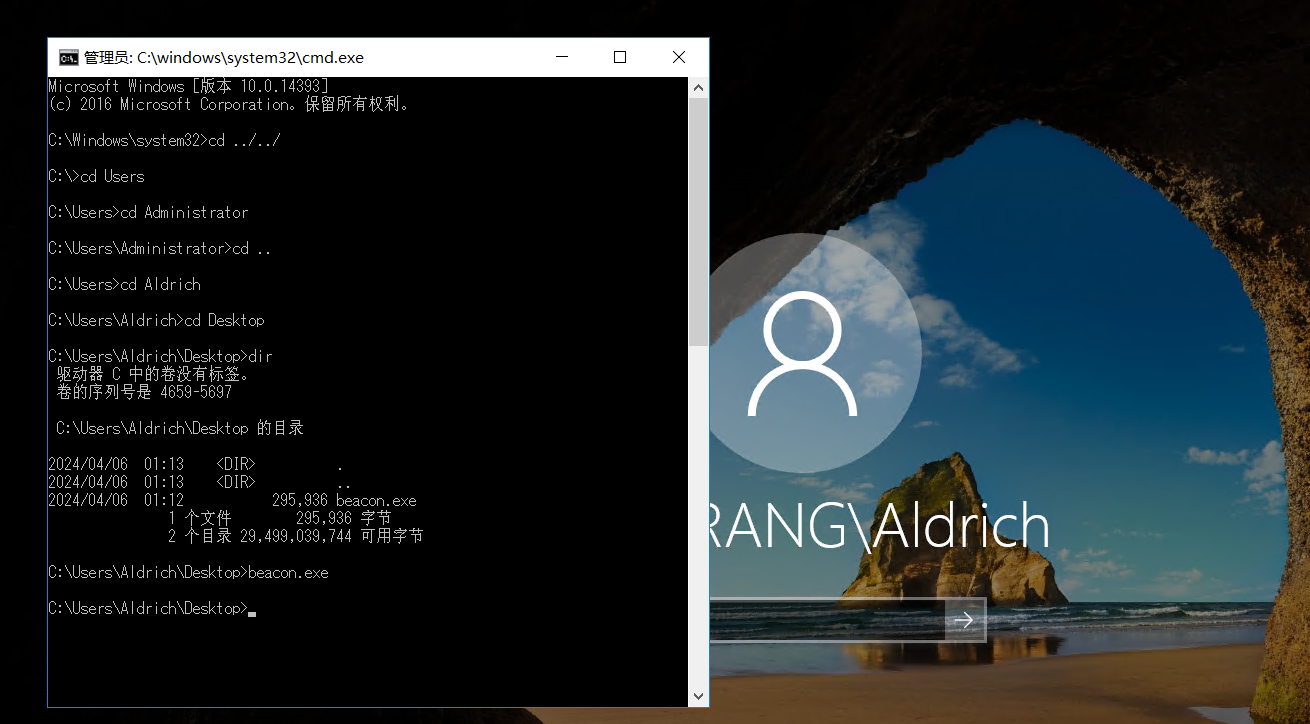 管理员: C:\windows\system32\cmd.exe
Microsoft Windows [版本 10.0.14393]
(c) 2016 Microsoft Corporation。保留所有权利。
C:\Windows\system32>cd ../../
C:\>cd Users
C:\Users>cd Administrator
C:\Users\Administrator>cd ..
C:\Users>cd Aldrich
C:\Users\Aldrich>cd Desktop
C:\Users\Aldrich\Desktop>dir
驱动器 C 中的卷没有标签。
卷的序列号是 4659-5697
C:\Users\Aldrich\Desktop 的目录
2024/04/06  01:13    <DIR>          .
2024/04/06  01:13    <DIR>          ..
2024/04/06  01:12           295,936 beacon.exe
1 个文件        295,936 字节
2 个目录 29,499,039,744 可用字节
C:\Users\Aldrich\Desktop>beacon.exe
C:\Users\Aldrich\Desktop>
RANG\Aldrich